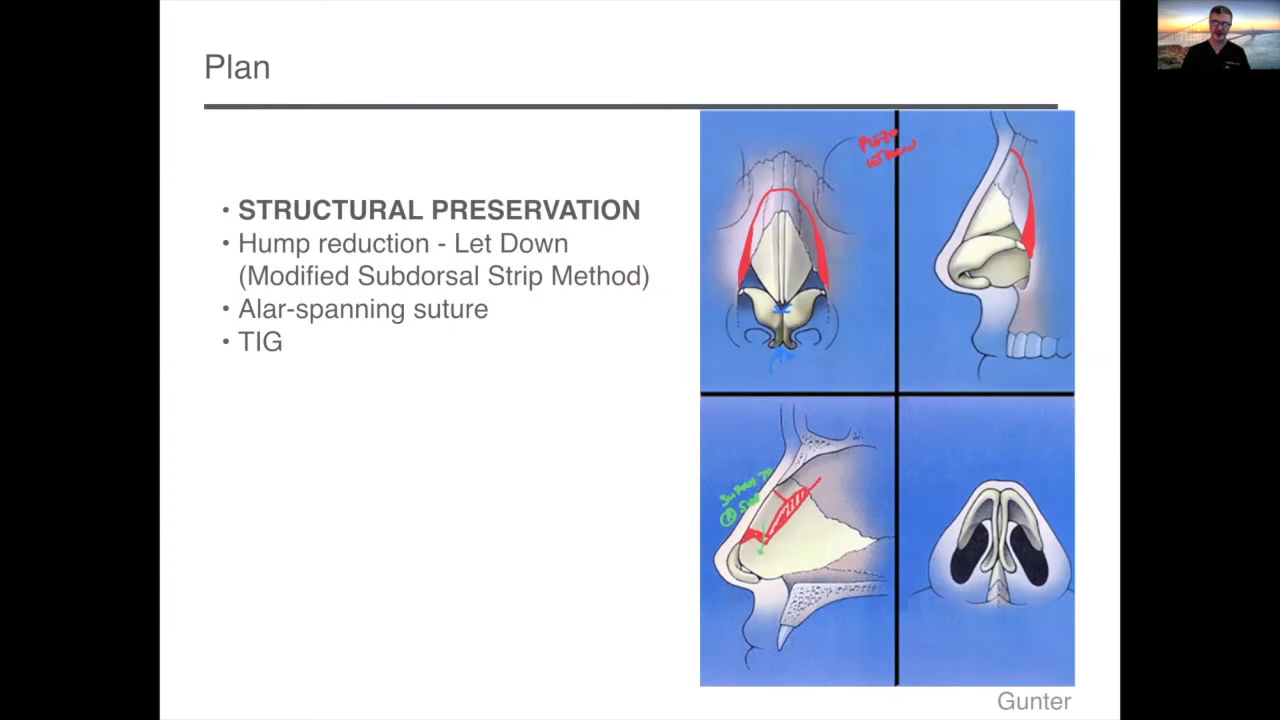 Plan
• STRUCTURAL PRESERVATION
• Hump reduction - Let Down
(Modified Subdorsal Strip Method)
• Alar-spanning suture
• TIG
Gunter